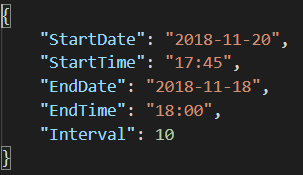 {
"StartDate": "2018-11-20",
"StartTime": "17:45",
"EndDate": "2018-11-18",
"EndTime": "18:00",
"Interval": 10
}